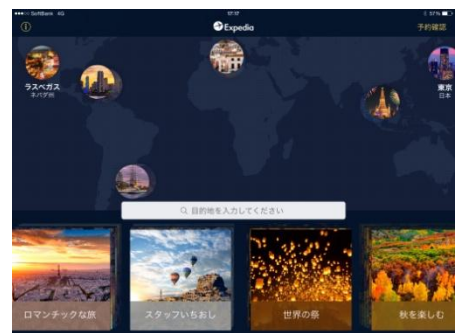 SoftBank 4G
17:17
57%
Expedia
予約確認
ラスベガス
ネバダ州
東京
日本
目的地を入力してください
ロマンチックな旅
スタッフいちおし
世界の祭
秋を楽しむ